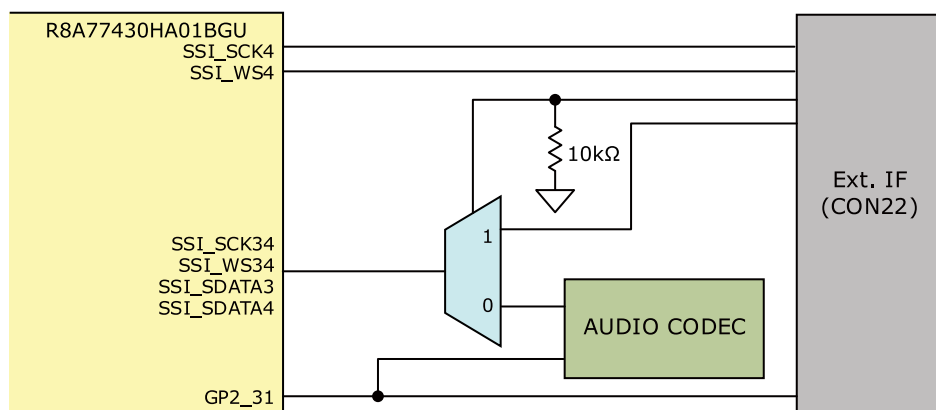 R8A77430HA01BGU
SSI_SCK4
SSI_WS4
10kΩ
Ext. IF
(CON22)
1
SSI_SCK34
SSI_WS34
SSI_SDATA3
SSI_SDATA4
0
AUDIO CODEC
GP2_31